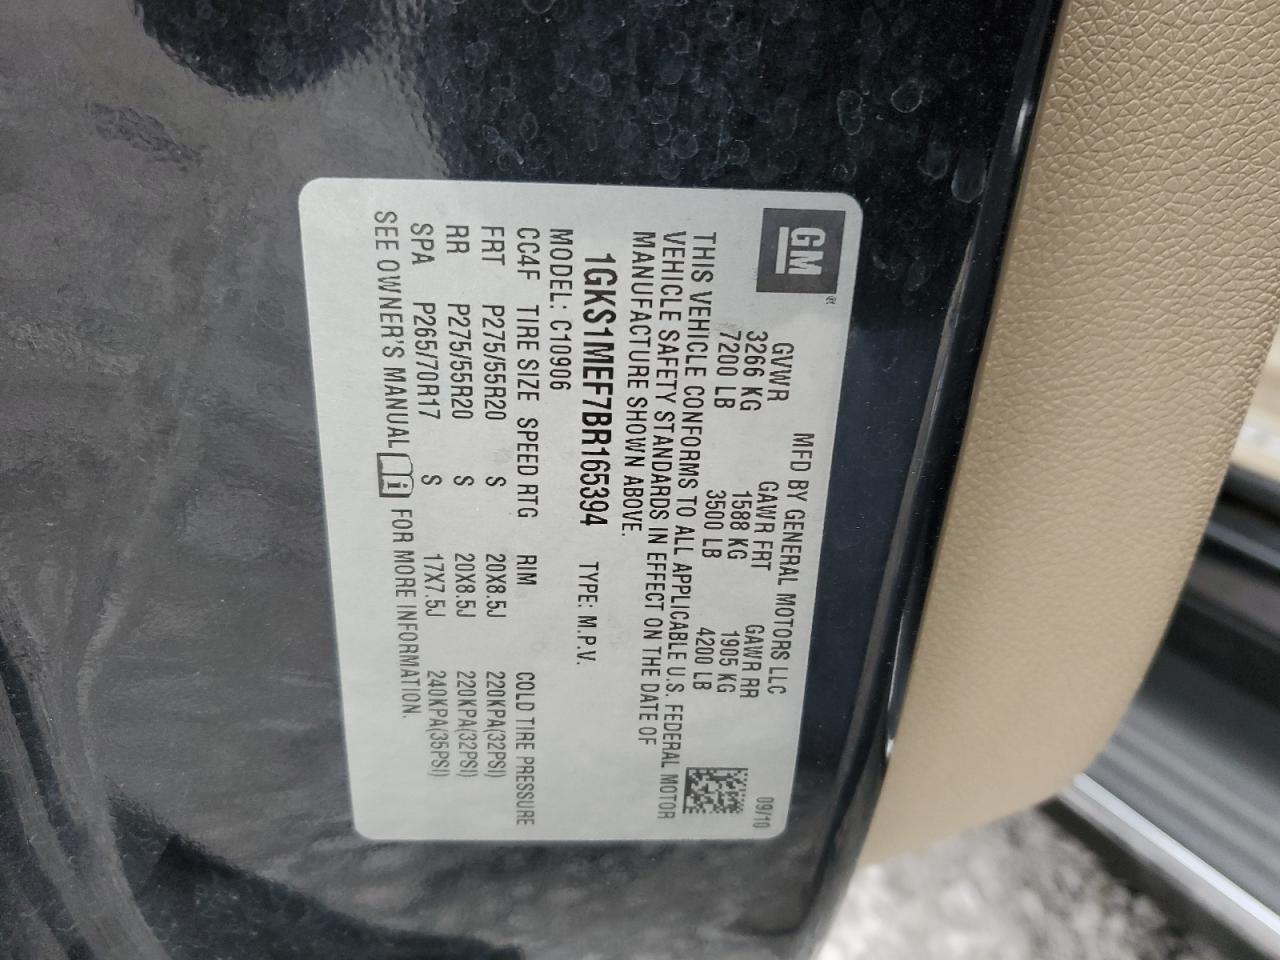 GM
MFD BY GENERAL MOTORS LLC 09/10
GVWR GAWR FRT GAWR RR
3266 KG 1588 KG 1905 KG
7200 LB 3500 LB 4200 LB
THIS VEHICLE CONFORMS TO ALL APPLICABLE U.S. FEDERAL MOTOR
VEHICLE SAFETY STANDARDS IN EFFECT ON THE DATE OF
MANUFACTURE SHOWN ABOVE.
1GKS1MEF7BR165394 TYPE: M.P.V.
MODEL: C10906
CC4F TIRE SIZE SPEED RTG RIM COLD TIRE PRESSURE
FRT P275/55R20 S 20X8.5J 220KPA(32PSI)
RR P275/55R20 S 20X8.5J 220KPA(32PSI)
SPA P265/70R17 S 17X7.5J 240KPA(35PSI)
SEE OWNER'S MANUAL i FOR MORE INFORMATION.